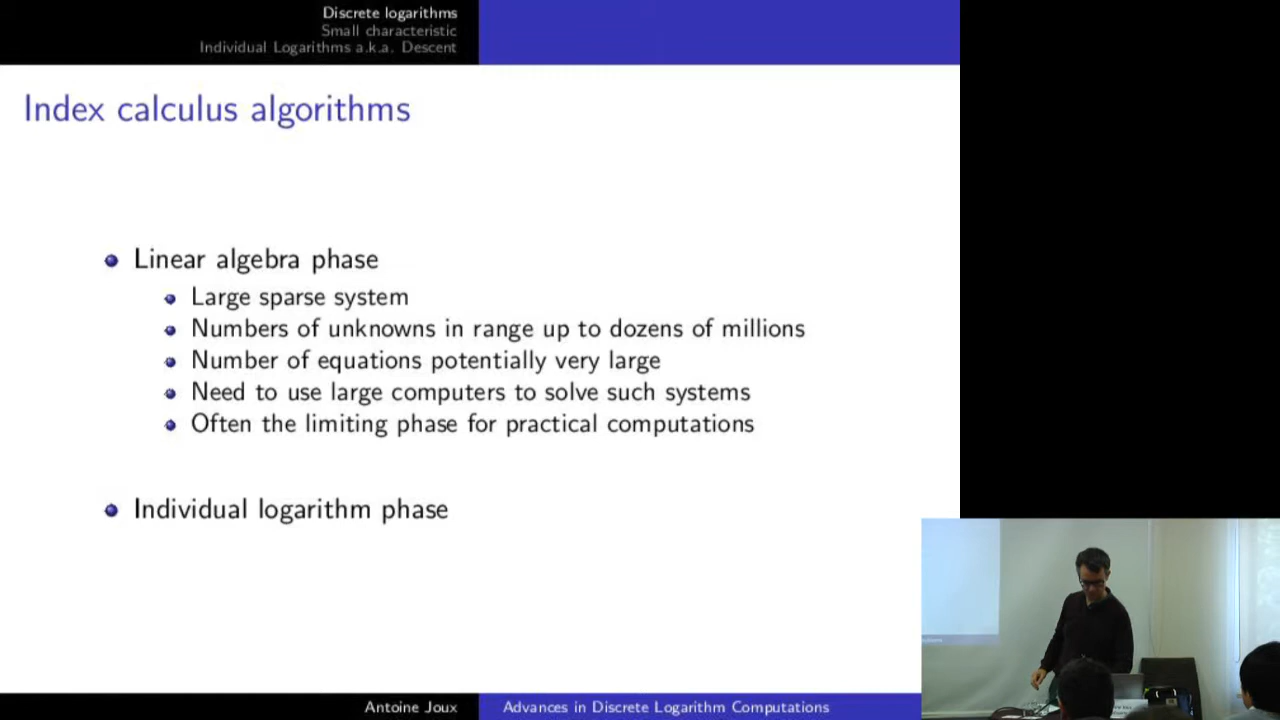 Discrete logarithms
Small characteristic
Individual Logarithms a.k.a. Descent
Index calculus algorithms
Linear algebra phase
Large sparse system
Numbers of unknowns in range up to dozens of millions
Number of equations potentially very large
Need to use large computers to solve such systems
Often the limiting phase for practical computations
Individual logarithm phase
Antoine Joux
Advances in Discrete Logarithm Computations